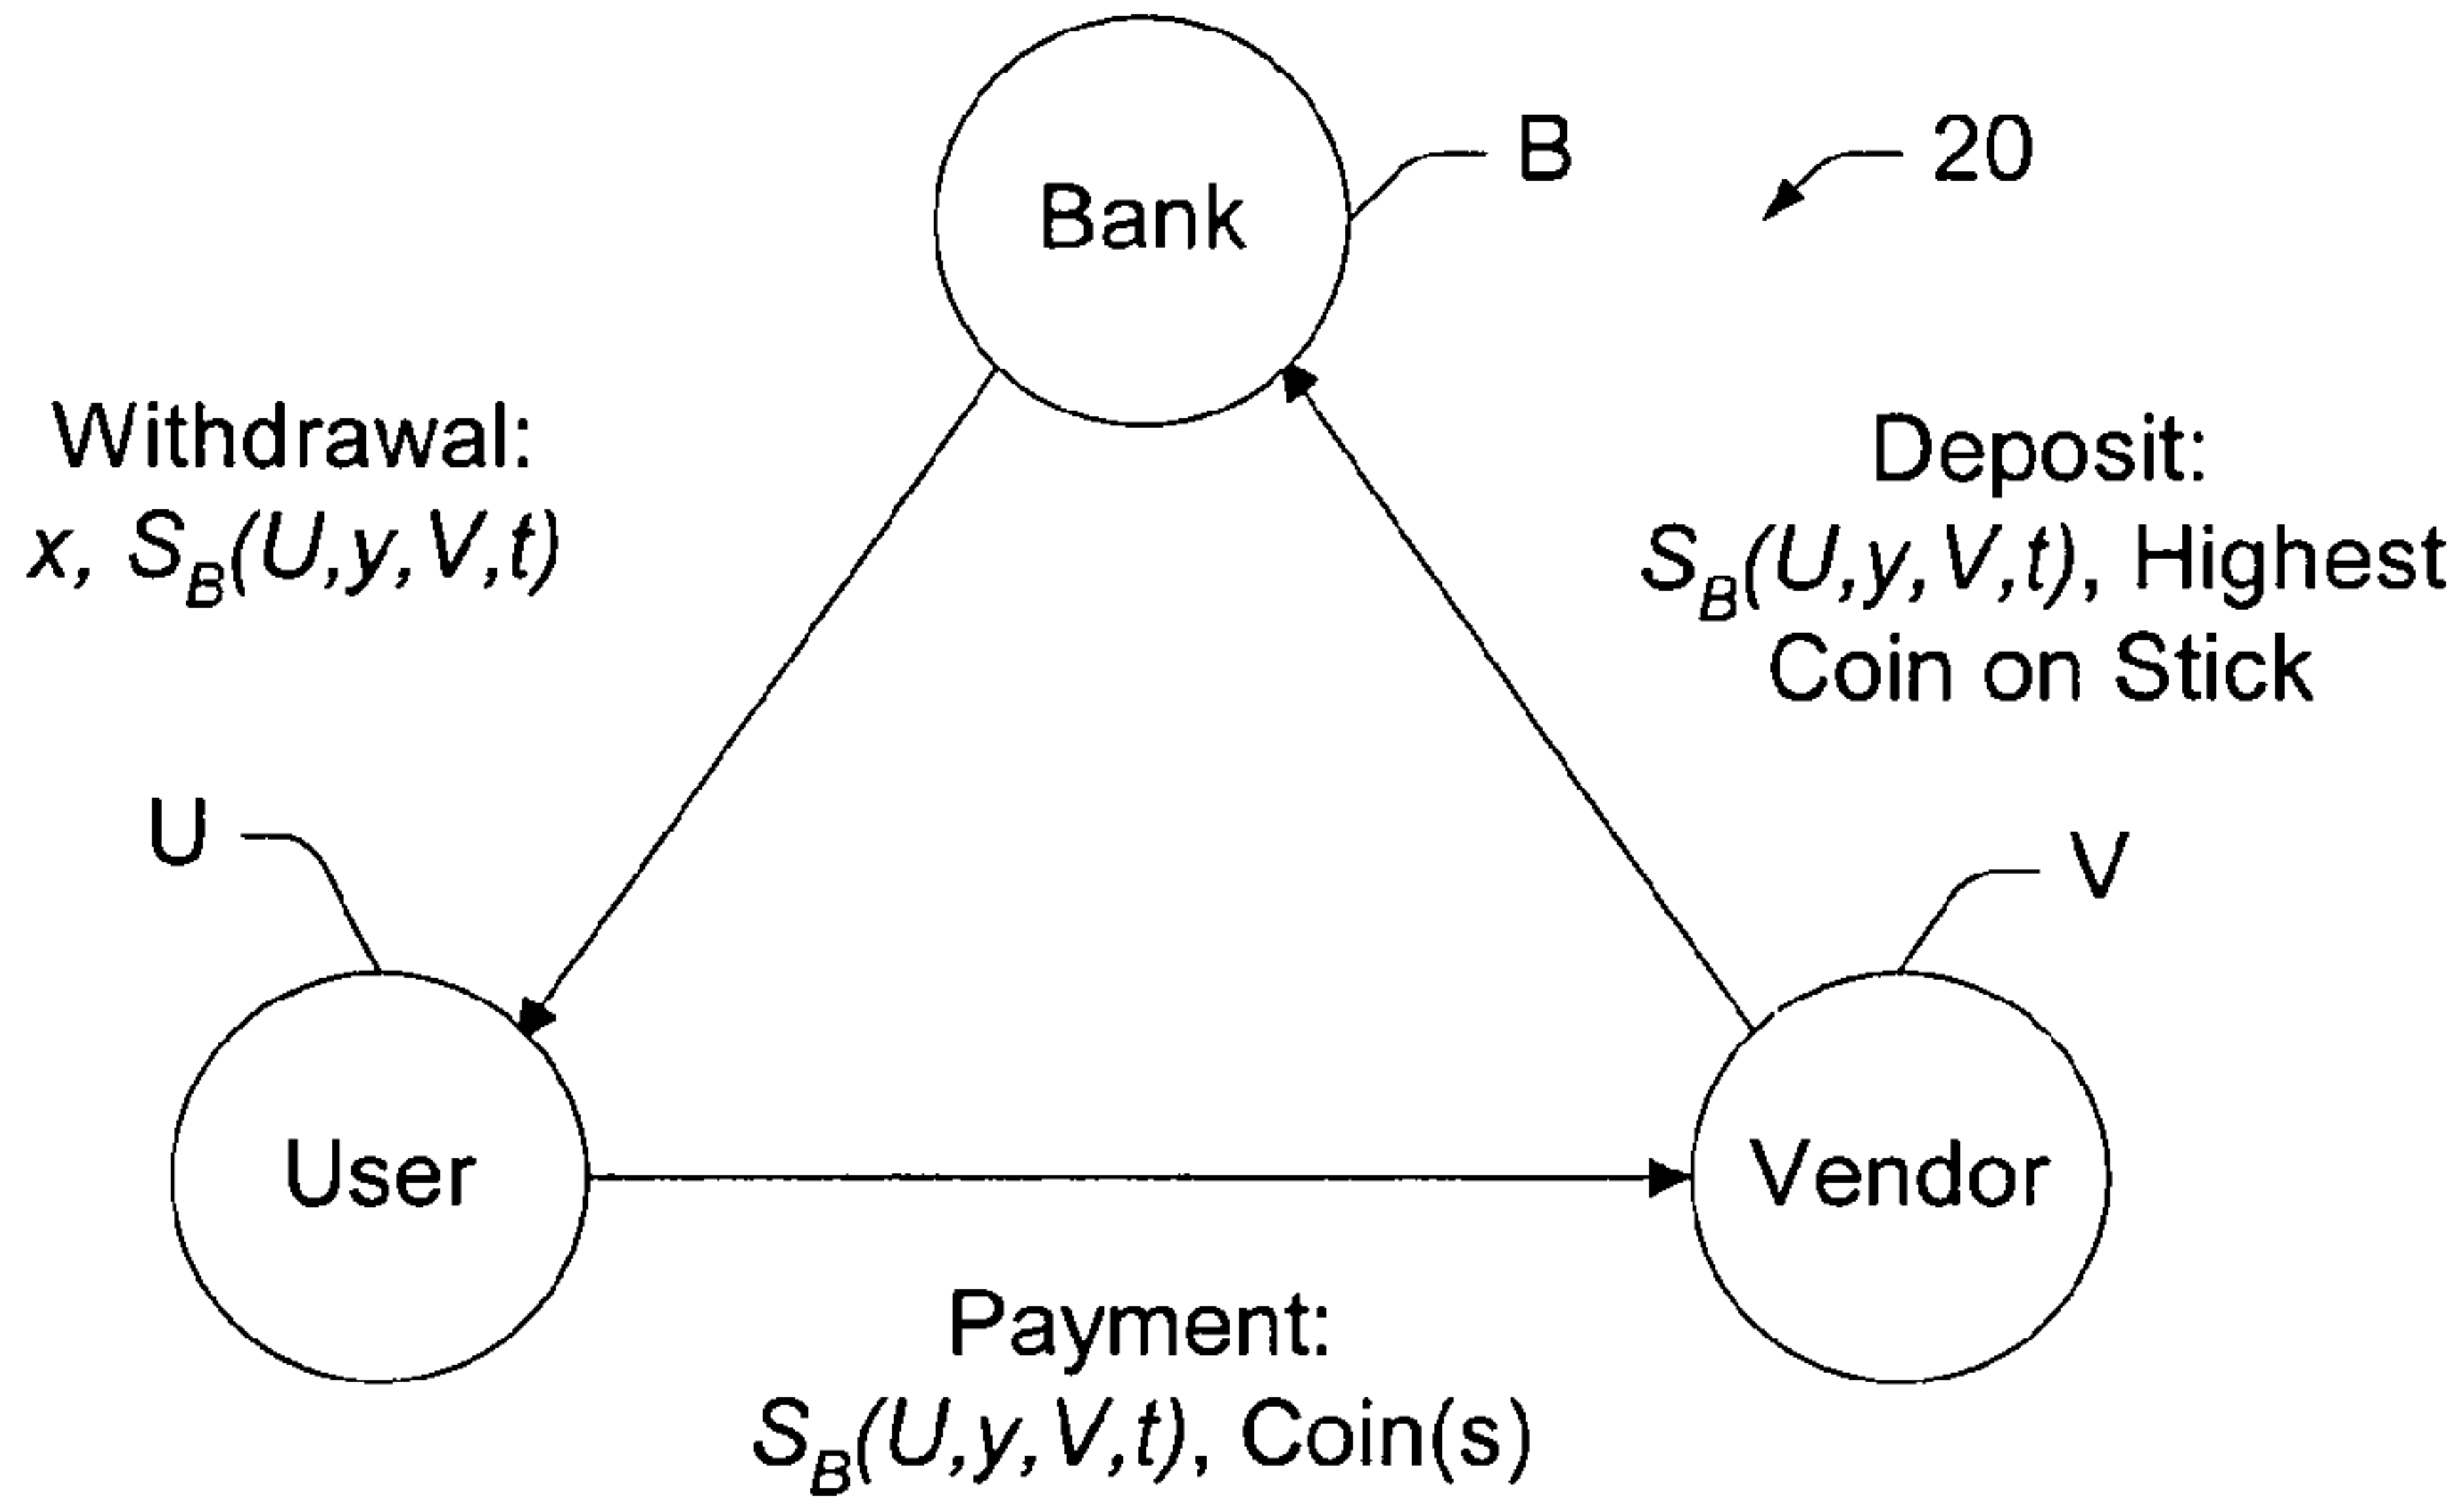 Bank
B
20
Withdrawal:
x, S_B(U,y,V,t)
Deposit:
S_B(U,y,V,t), Highest
Coin on Stick
U
V
User
Vendor
Payment:
S_B(U,y,V,t), Coin(s)